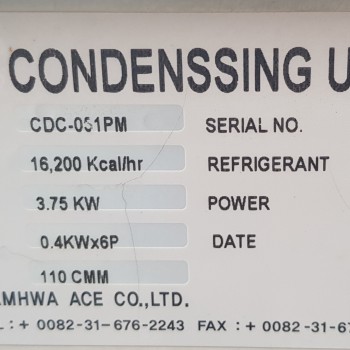 CONDENSSING U
CDC-051PM SERIAL NO.
16,200 Kcal/hr REFRIGERANT
3.75 KW POWER
0.4KWx6P DATE
110 CMM
MHWA ACE CO.,LTD.
L : + 0082-31-676-2243 FAX : + 0082-31-6